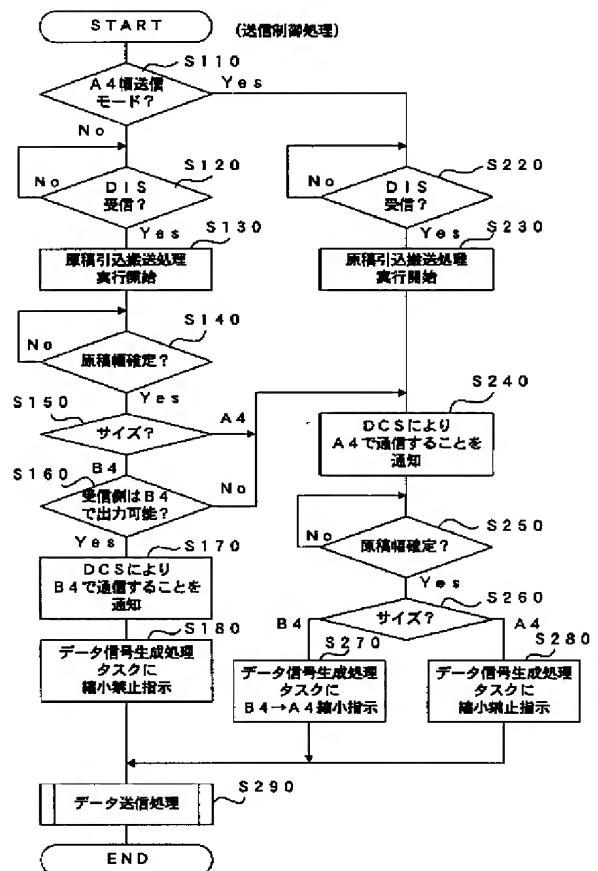 START
(送信制御処理)
S110
A4幅送信
モード?
Yes
No
S120
No
DIS
受信?
Yes
S130
原稿引込搬送処理
実行開始
S140
No
原稿幅確定?
Yes
S150
サイズ?
A4
B4
S160
受信側はB4
で出力可能?
No
Yes
S170
DCSにより
B4で通信することを
通知
S180
データ信号生成処理
タスクに
縮小禁止指示
S220
No
DIS
受信?
Yes
S230
原稿引込搬送処理
実行開始
S240
DCSにより
A4で通信することを
通知
S250
No
原稿幅確定?
Yes
S260
B4
サイズ?
A4
S270
データ信号生成処理
タスクに
B4→A4縮小指示
S280
データ信号生成処理
タスクに
縮小禁止指示
S290
データ送信処理
END